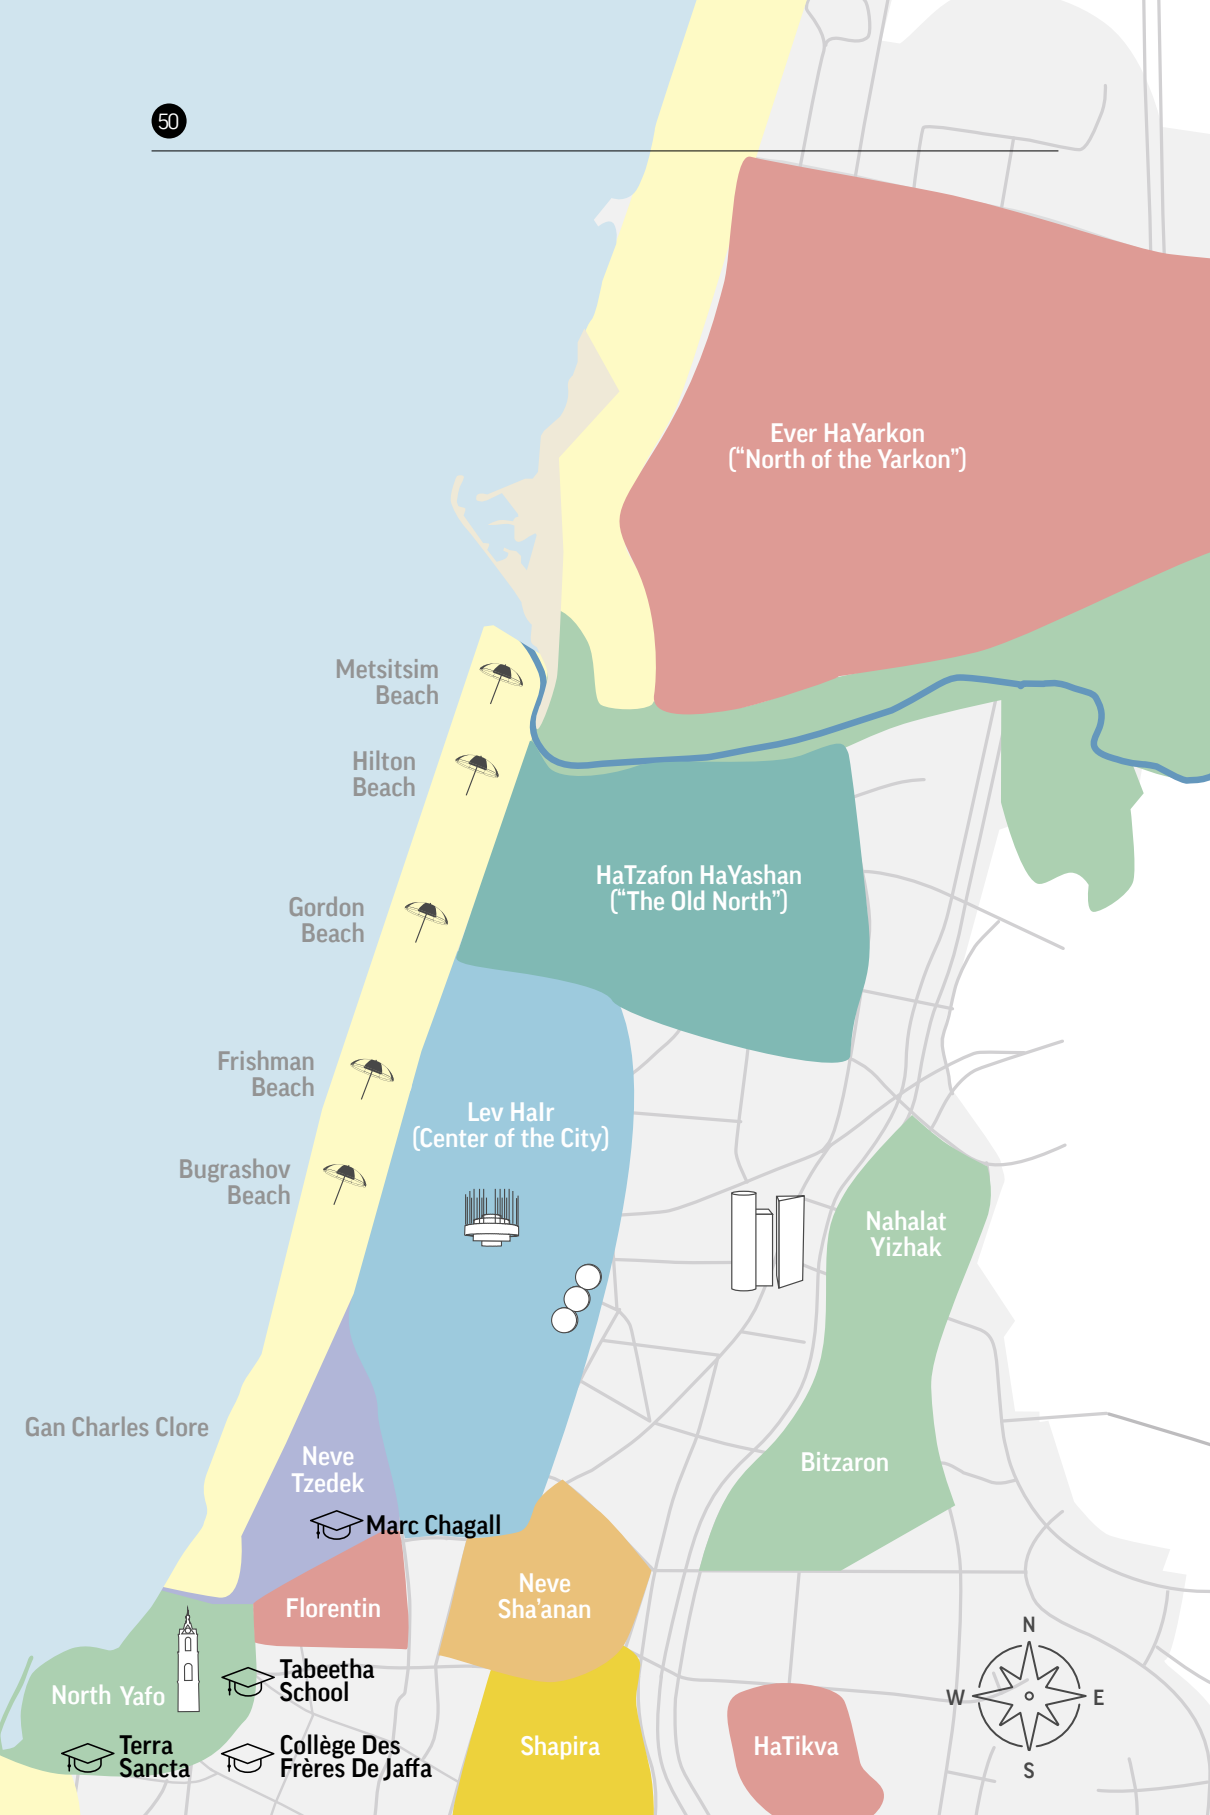 50
Ever HaYarkon
(“North of the Yarkon”)
Metsitsim
Beach
Hilton
Beach
HaTzafon HaYashan
(“The Old North”)
Gordon
Beach
Frishman
Beach
Lev HaIr
(Center of the City)
Bugrashov
Beach
Nahalat
Yizhak
Gan Charles Clore
Neve
Tzedek
Bitzaron
Marc Chagall
Neve
Sha’anan
Florentin
North Yafo
Tabeetha
School
Terra
Sancta
Collège Des
Frères De Jaffa
Shapira
HaTikva
N
W
E
S